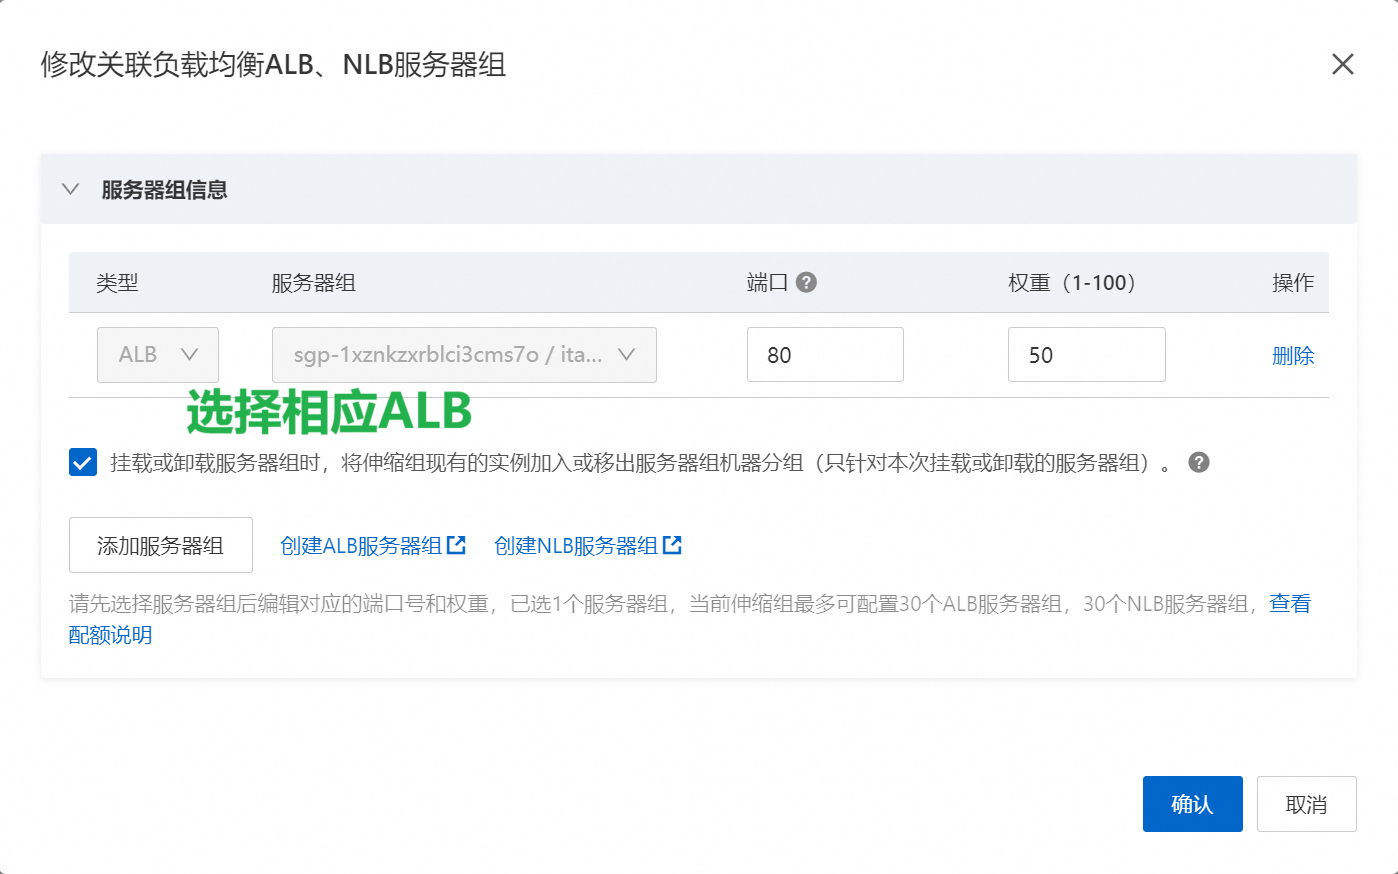 修改关联负载均衡ALB、NLB服务器组
服务器组信息
类型 服务器组 端口 权重（1-100） 操作
ALB sgp-1xznkzxrblci3cms7o / ita... 80 50 删除
选择相应ALB
挂载或卸载服务器组时，将伸缩组现有的实例加入或移出服务器组机器分组（只针对本次挂载或卸载的服务器组）。
添加服务器组 创建ALB服务器组 创建NLB服务器组
请先选择服务器组后编辑对应的端口号和权重，已选1个服务器组，当前伸缩组最多可配置30个ALB服务器组，30个NLB服务器组，查看
配额说明
确认 取消